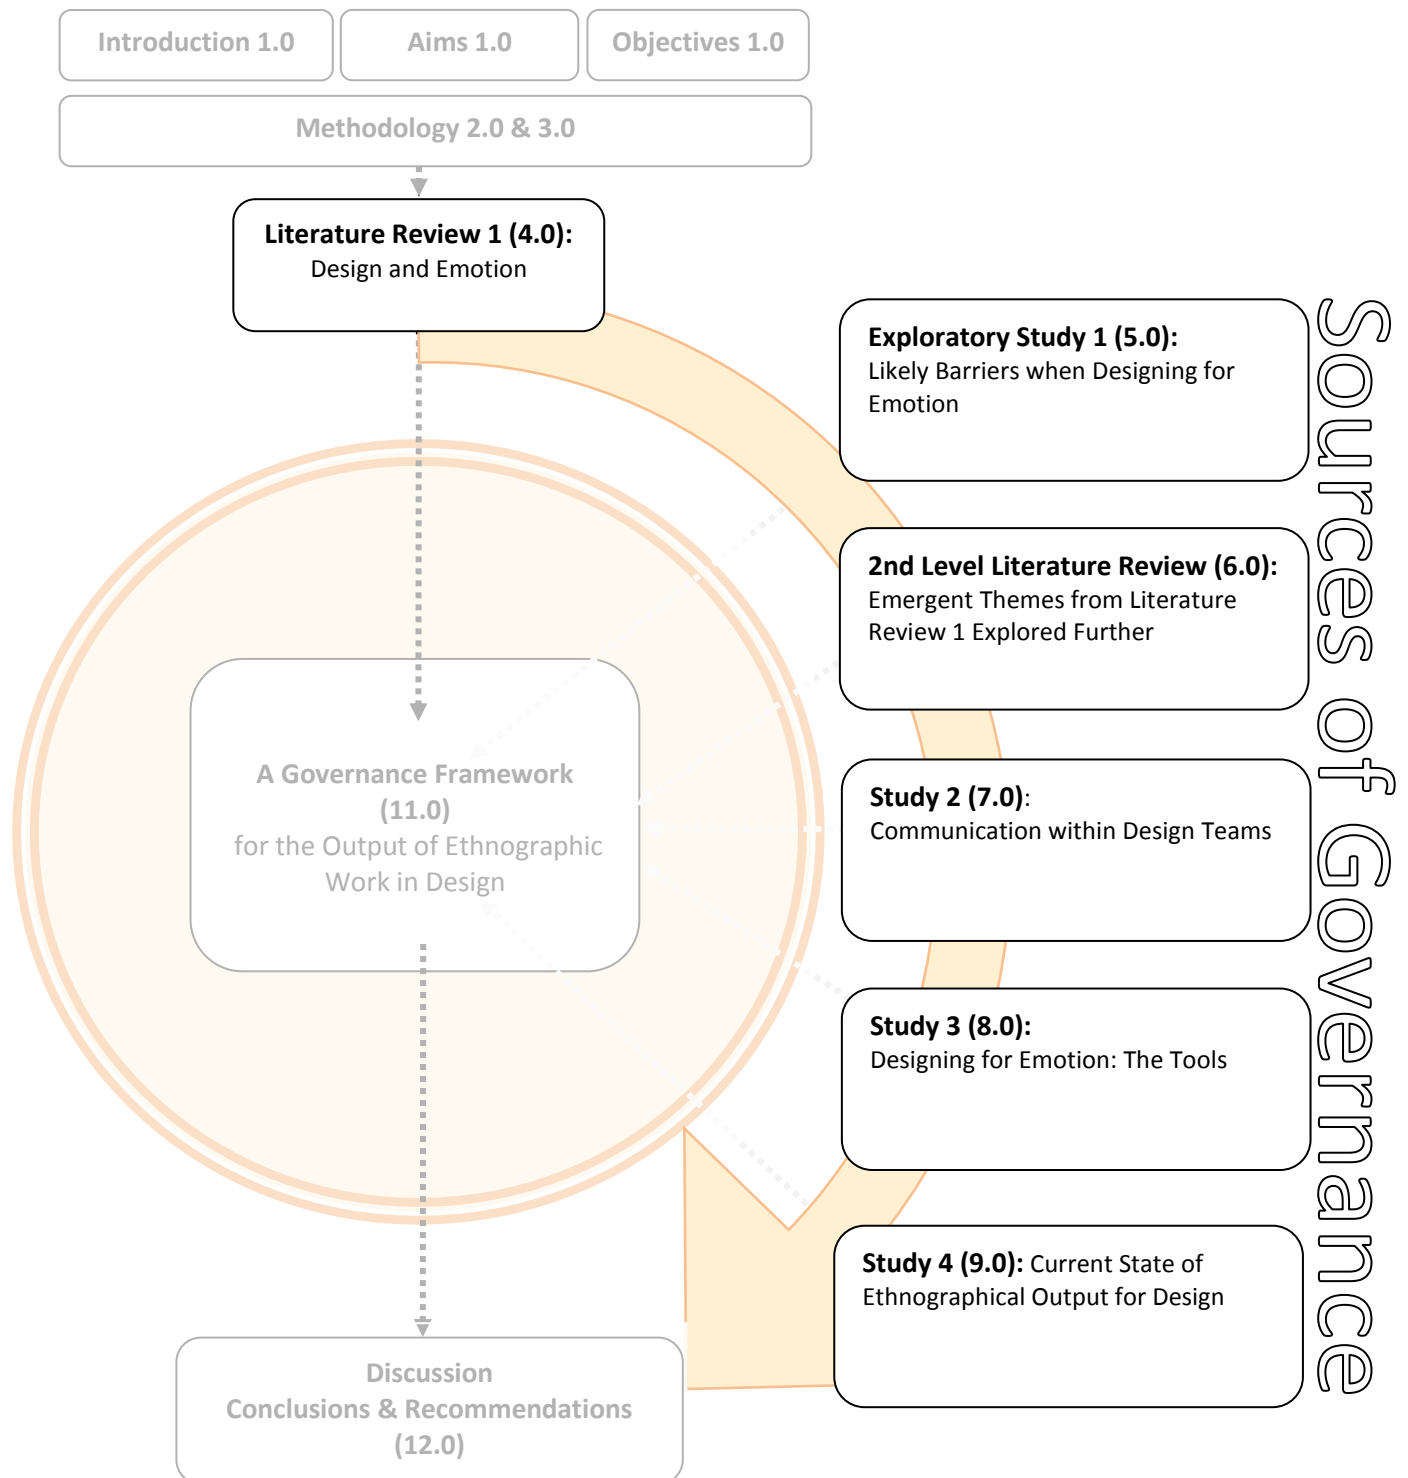 Introduction 1.0
Aims 1.0
Objectives 1.0
Methodology 2.0 & 3.0
Literature Review 1 (4.0):
Design and Emotion
Exploratory Study 1 (5.0):
Likely Barriers when Designing for
Emotion
2nd Level Literature Review (6.0):
Emergent Themes from Literature
Review 1 Explored Further
Study 2 (7.0):
Communication within Design Teams
Study 3 (8.0):
Designing for Emotion: The Tools
Study 4 (9.0): Current State of
Ethnographical Output for Design
Sources of Governance
A Governance Framework
(11.0)
for the Output of Ethnographic
Work in Design
Discussion
Conclusions & Recommendations
(12.0)